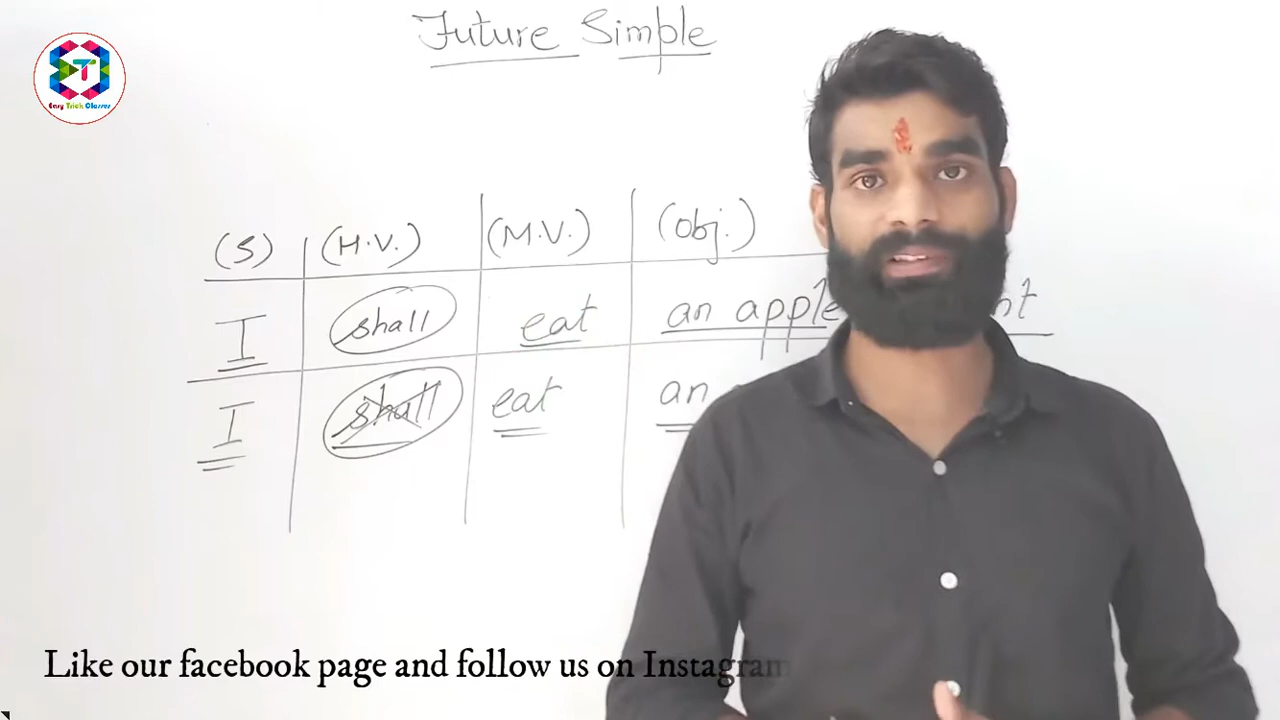 Future Simple
T
Easy Trick Classes
(S) (H.V.) (M.V.) (Obj.)
I shall eat an apple
I shall eat an
Like our facebook page and follow us on Instagram